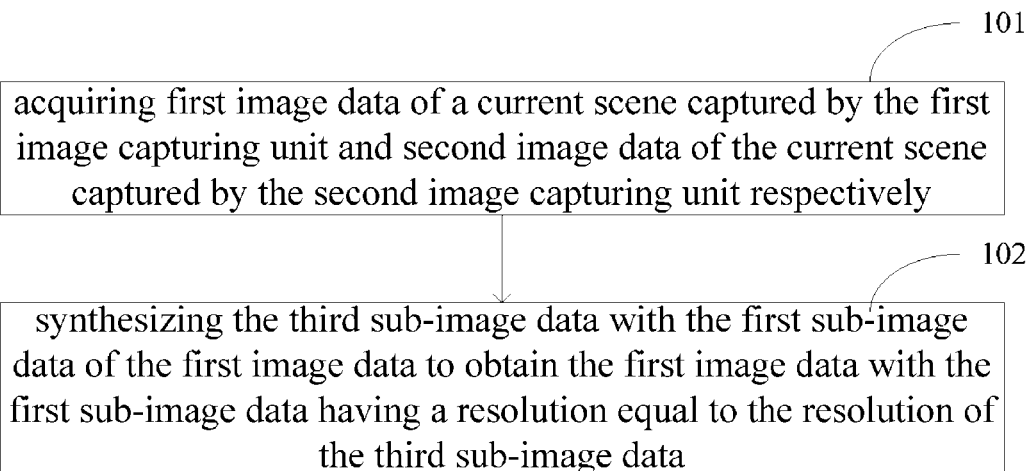 101
acquiring first image data of a current scene captured by the first
image capturing unit and second image data of the current scene
captured by the second image capturing unit respectively
102
synthesizing the third sub-image data with the first sub-image
data of the first image data to obtain the first image data with the
first sub-image data having a resolution equal to the resolution of
the third sub-image data